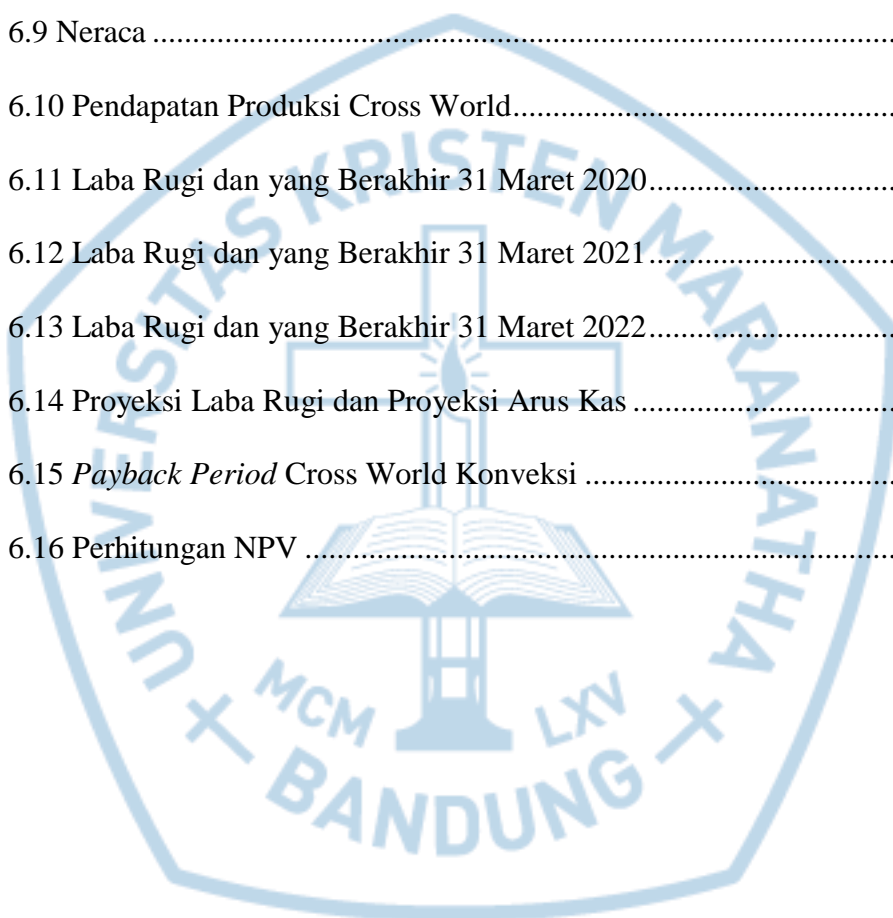 6.9 Neraca ................................................................................................
6.10 Pendapatan Produksi Cross World................................................
6.11 Laba Rugi dan yang Berakhir 31 Maret 2020...............................
6.12 Laba Rugi dan yang Berakhir 31 Maret 2021...............................
6.13 Laba Rugi dan yang Berakhir 31 Maret 2022...............................
6.14 Proyeksi Laba Rugi dan Proyeksi Arus Kas .................................
6.15 Payback Period Cross World Konveksi .......................................
6.16 Perhitungan NPV ..........................................................................
UNIVERSITAS KRISTEN MARANATHA
MCM LXV
BANDUNG